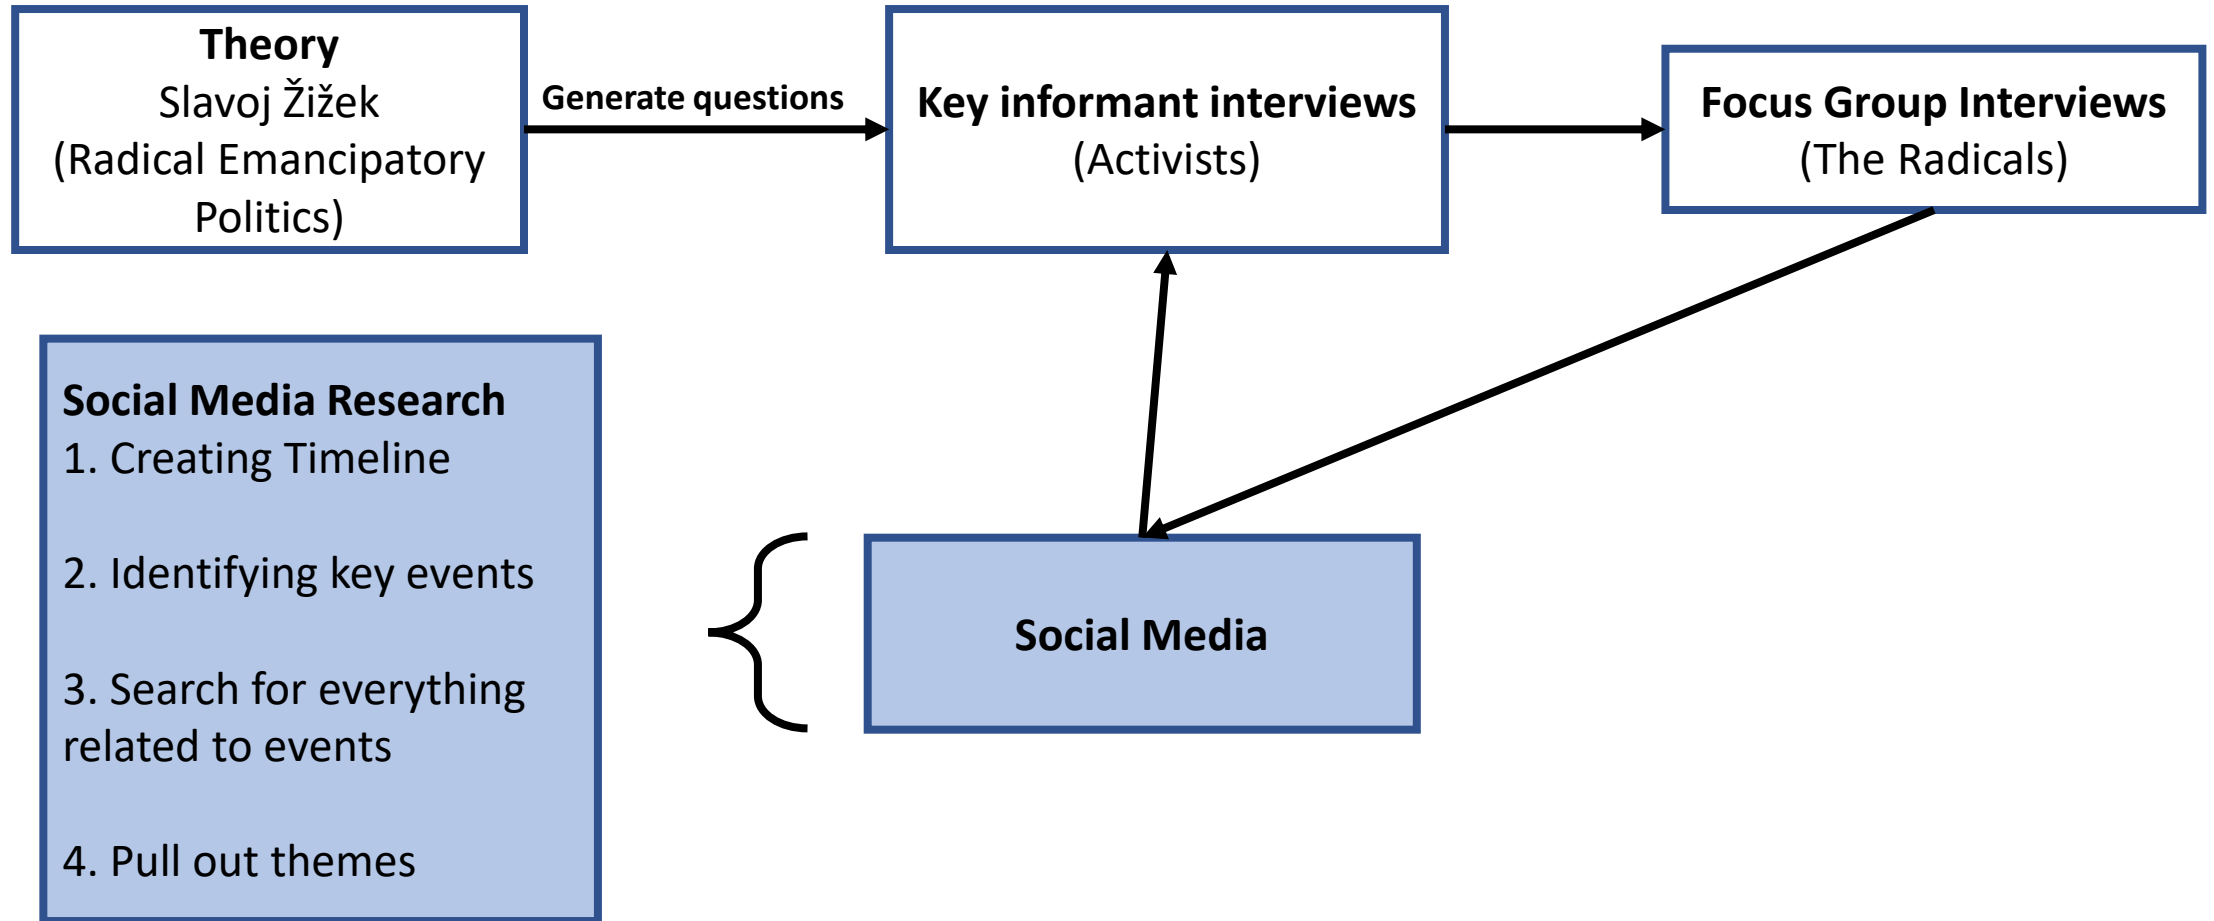 Theory
Slavoj Žižek
(Radical Emancipatory
Politics)
Generate questions
Key informant interviews
(Activists)
Focus Group Interviews
(The Radicals)
Social Media Research
1. Creating Timeline
2. Identifying key events
3. Search for everything
related to events
4. Pull out themes
Social Media